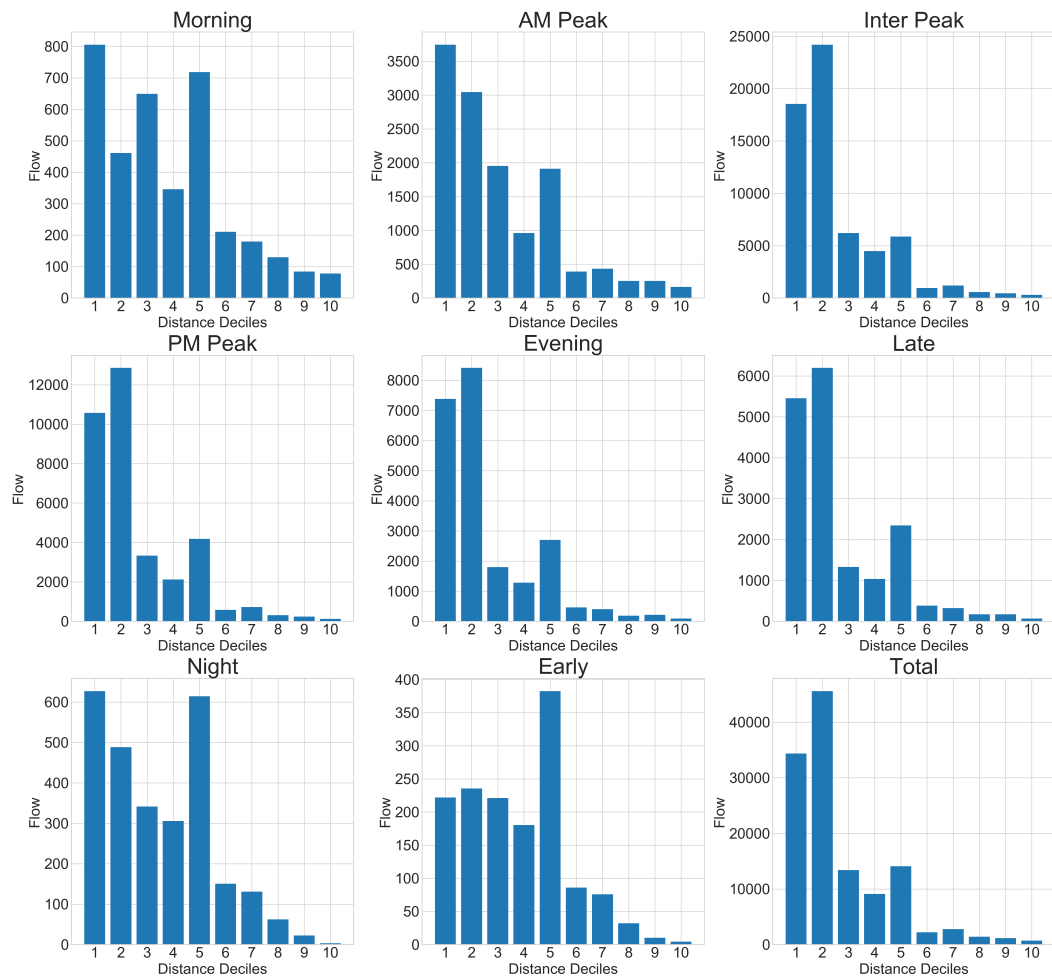 Morning
800
700
600
500
400
300
200
100
0
Flow
1 2 3 4 5 6 7 8 9 10
Distance Deciles
AM Peak
3500
3000
2500
2000
1500
1000
500
0
Flow
1 2 3 4 5 6 7 8 9 10
Distance Deciles
Inter Peak
25000
20000
15000
10000
5000
0
Flow
1 2 3 4 5 6 7 8 9 10
Distance Deciles
PM Peak
12000
10000
8000
6000
4000
2000
0
Flow
1 2 3 4 5 6 7 8 9 10
Distance Deciles
Evening
8000
7000
6000
5000
4000
3000
2000
1000
0
Flow
1 2 3 4 5 6 7 8 9 10
Distance Deciles
Late
6000
5000
4000
3000
2000
1000
0
Flow
1 2 3 4 5 6 7 8 9 10
Distance Deciles
Night
600
500
400
300
200
100
0
Flow
1 2 3 4 5 6 7 8 9 10
Distance Deciles
Early
400
350
300
250
200
150
100
50
0
Flow
1 2 3 4 5 6 7 8 9 10
Distance Deciles
Total
40000
30000
20000
10000
0
Flow
1 2 3 4 5 6 7 8 9 10
Distance Deciles